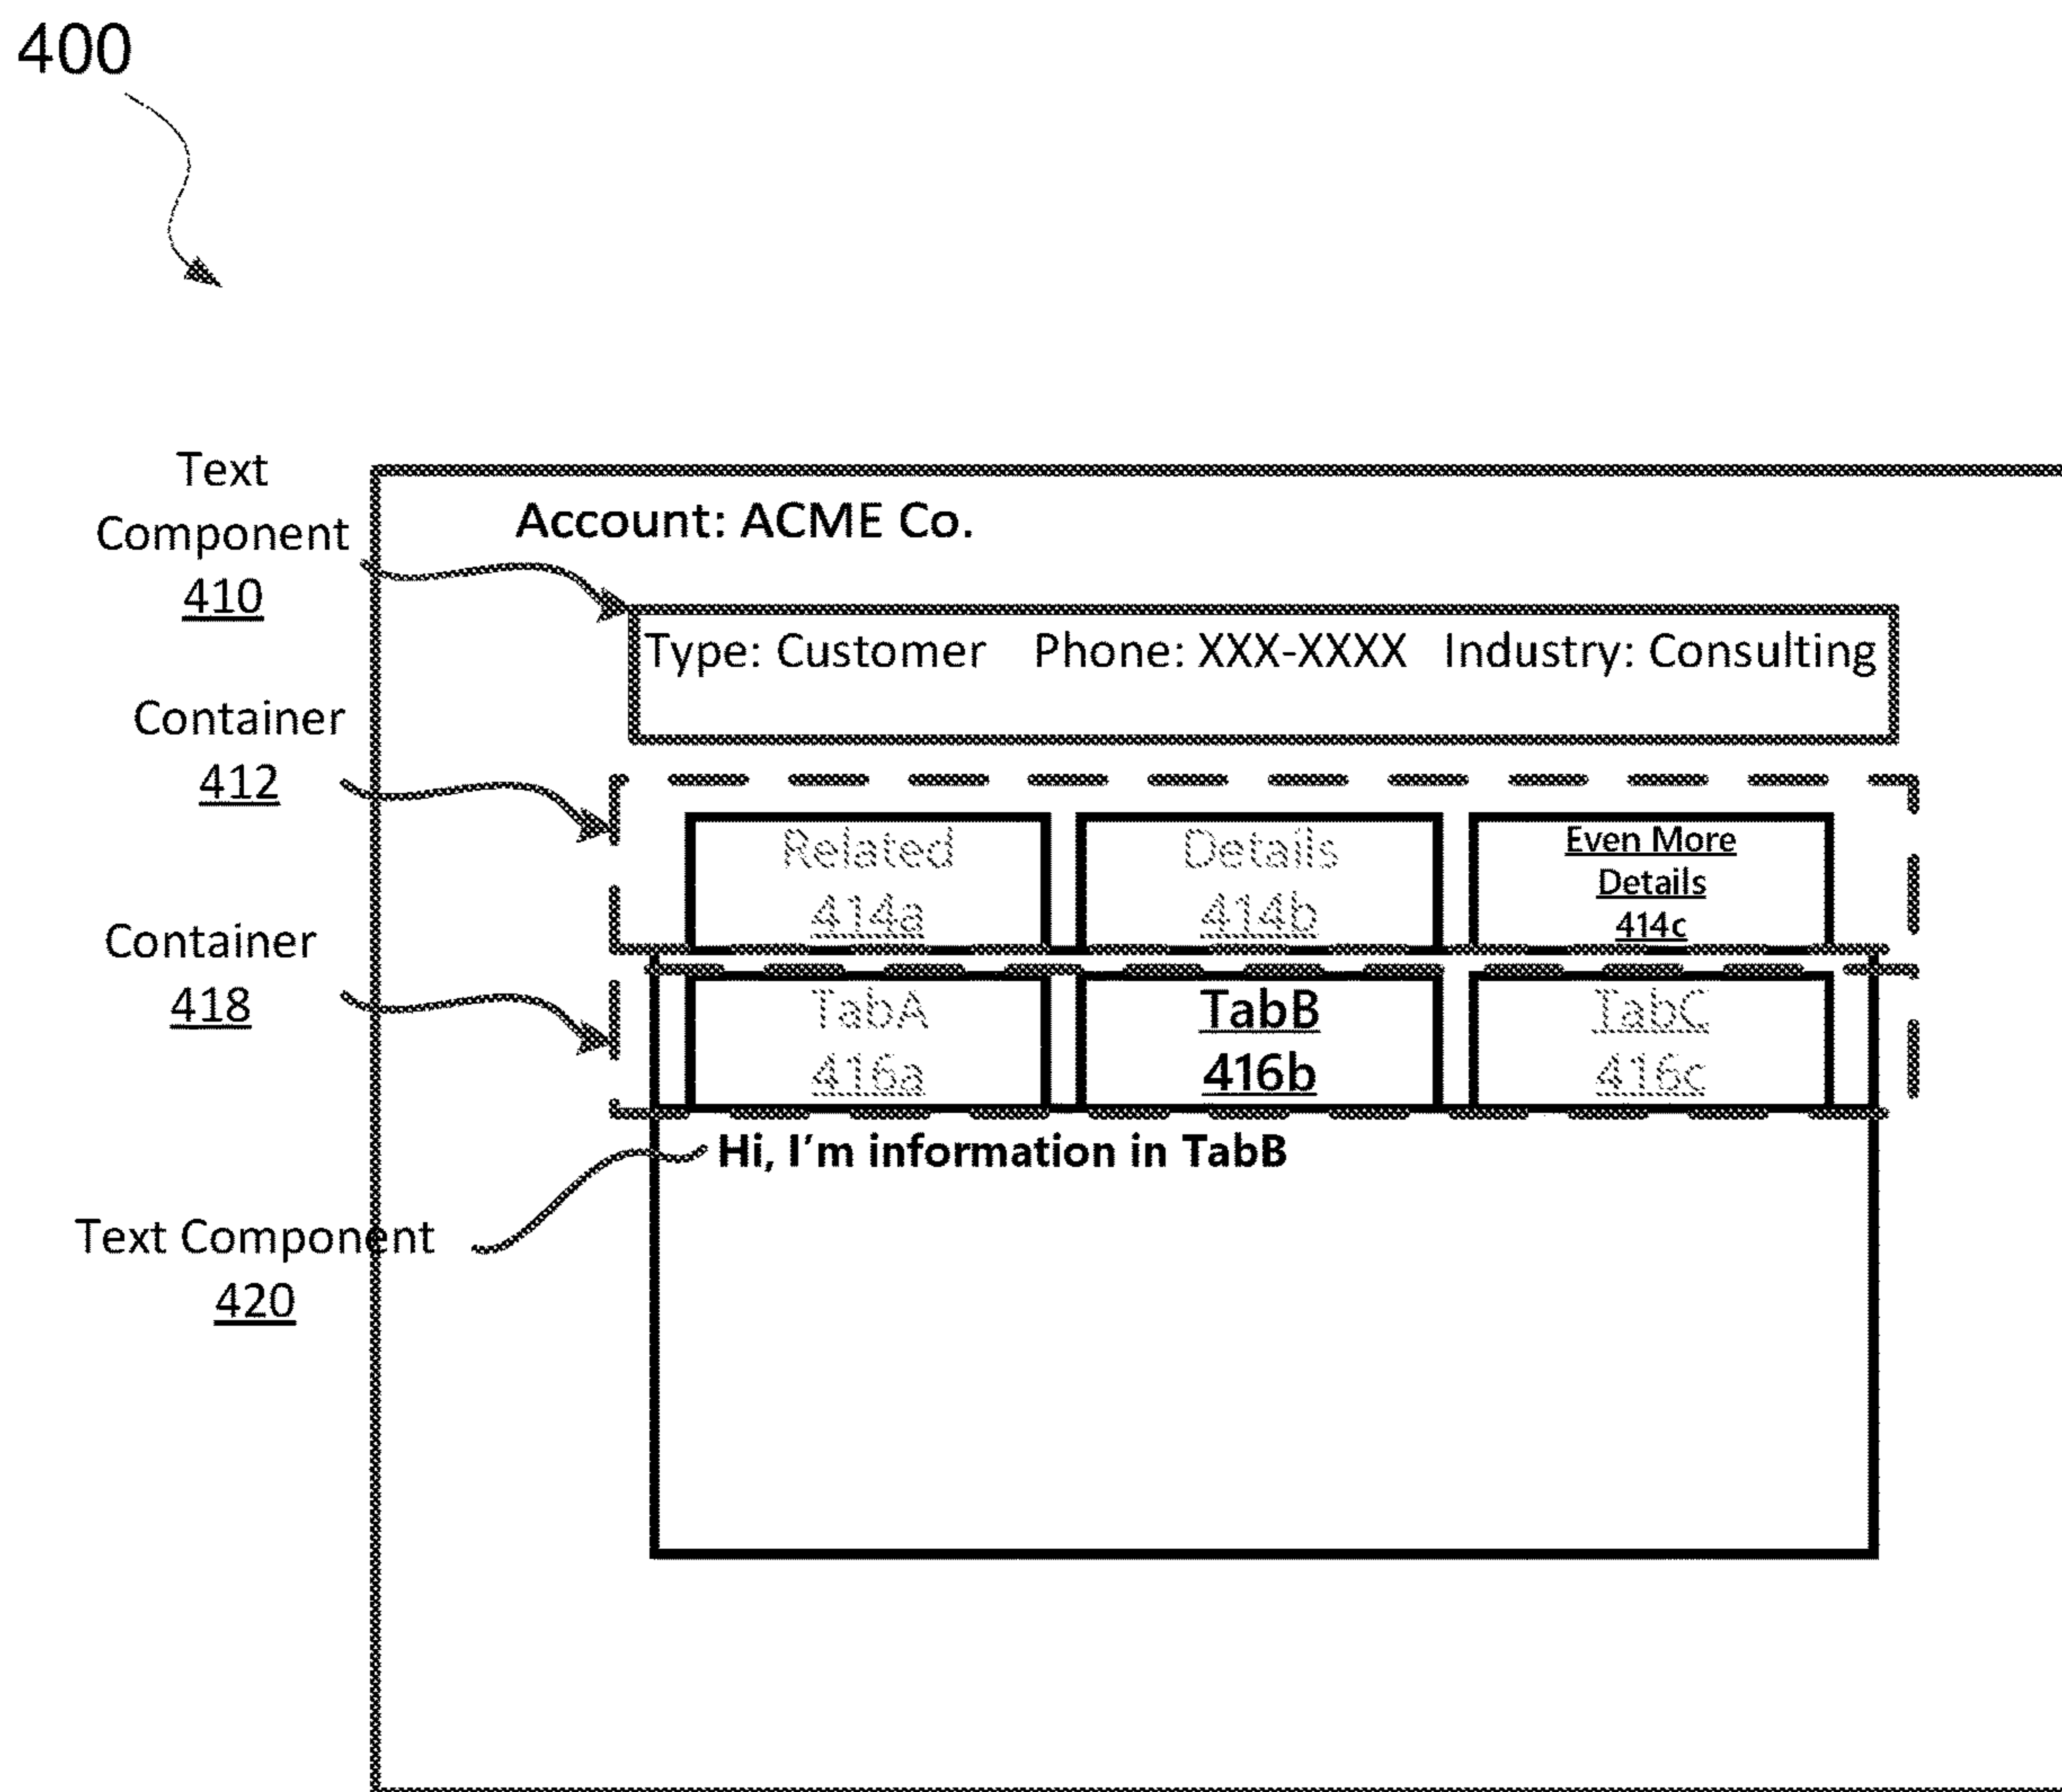 400
Text
Component
410
Account: ACME Co.
Type: Customer Phone: XXX-XXXX Industry: Consulting
Container
412
Related
414a
Details
414b
Even More
Details
414c
Container
418
TabA
416a
TabB
416b
TabC
416c
Hi, I'm information in TabB
Text Component
420